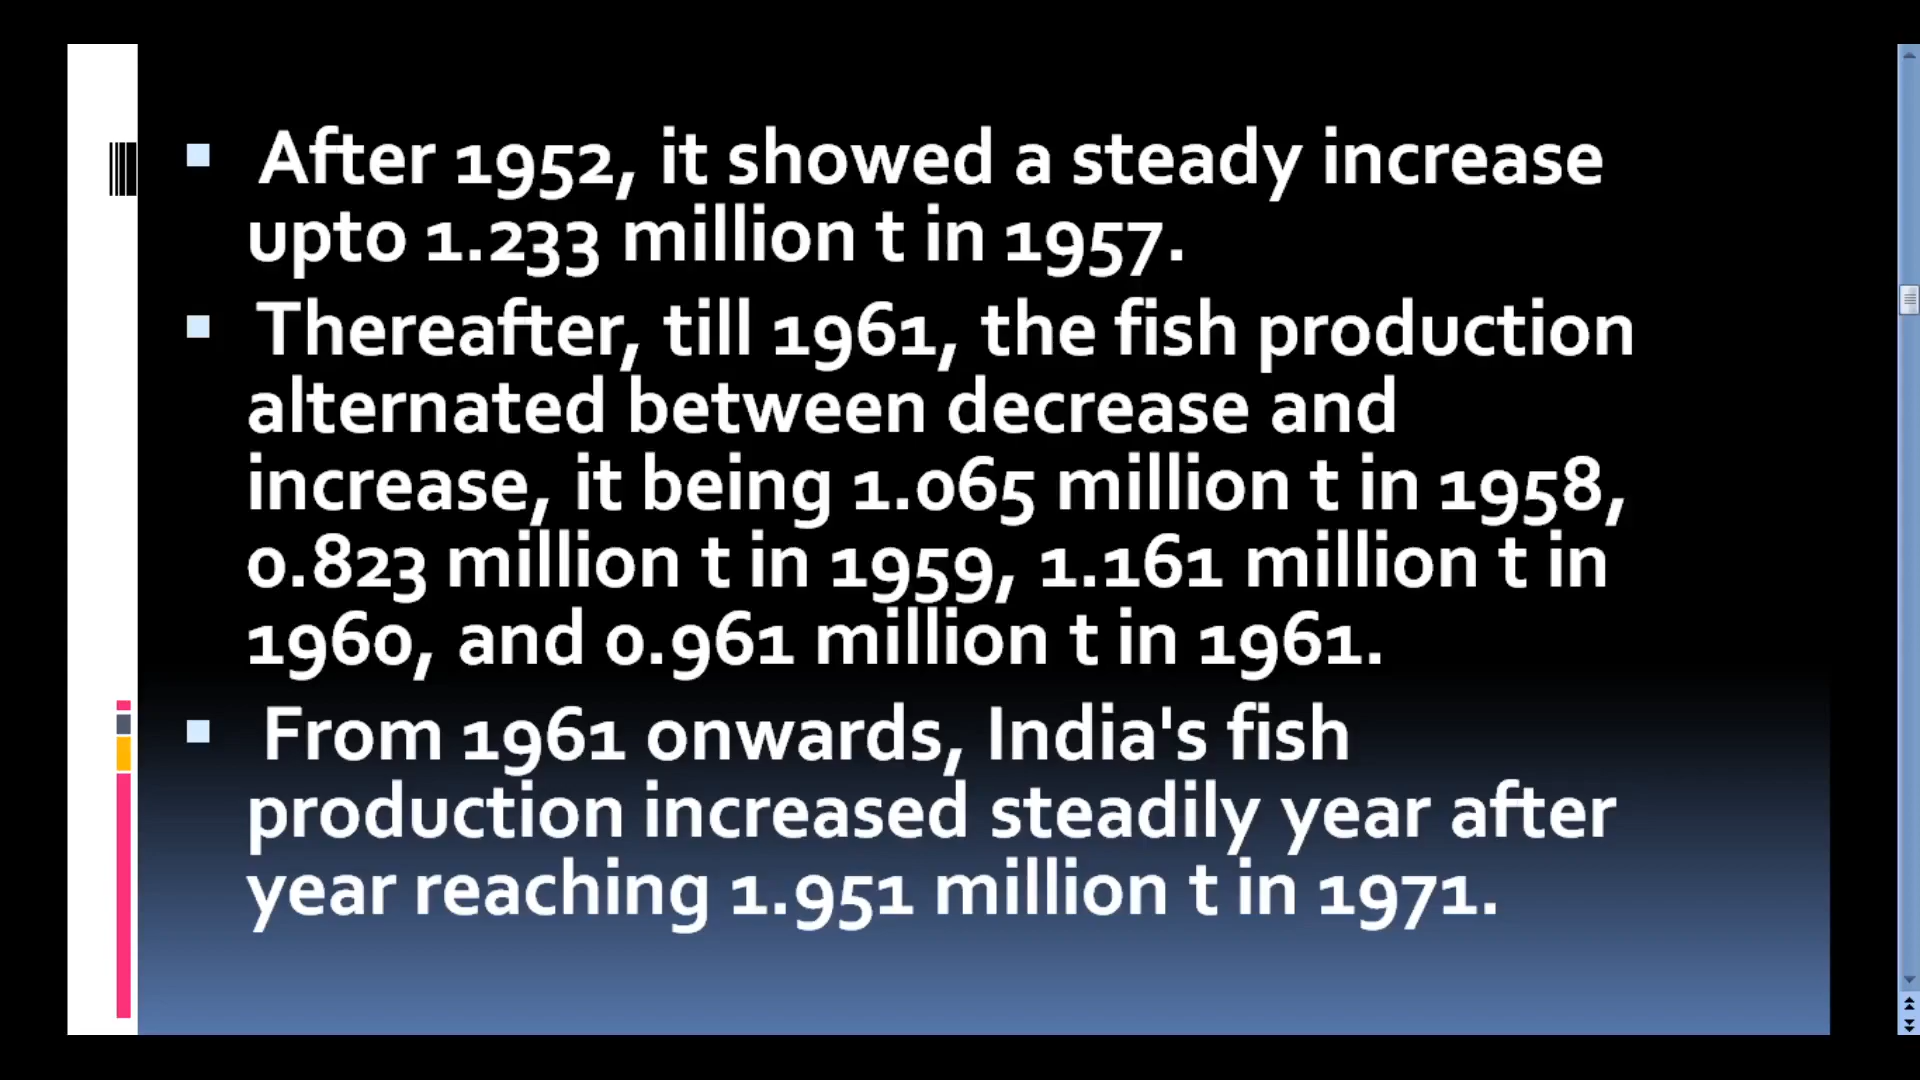 After 1952, it showed a steady increase
upto 1.233 million t in 1957.
Thereafter, till 1961, the fish production
alternated between decrease and
increase, it being 1.065 million t in 1958,
0.823 million t in 1959, 1.161 million t in
1960, and 0.961 million t in 1961.
From 1961 onwards, India's fish
production increased steadily year after
year reaching 1.951 million t in 1971.